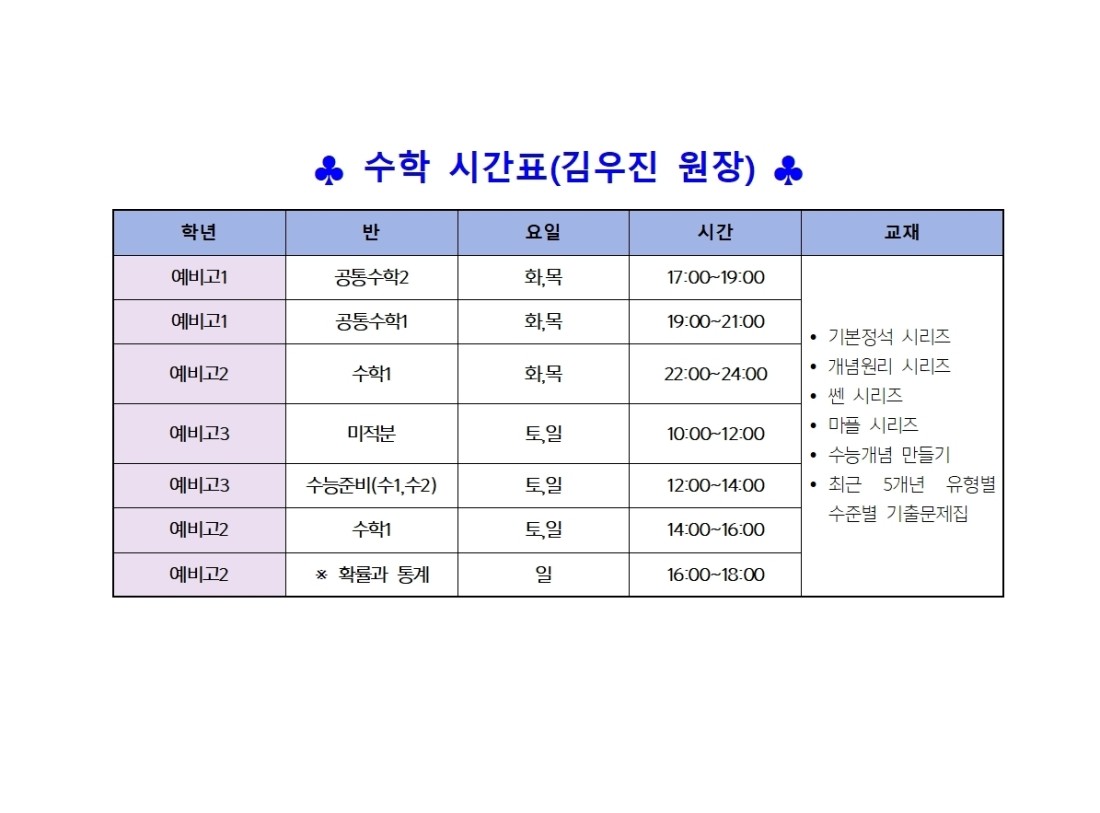 ♣ 수학 시간표(김우진 원장) ♣
학년 반 요일 시간 교재
예비고1 공통수학2 화,목 17:00~19:00
예비고1 공통수학1 화,목 19:00~21:00
예비고2 수학1 화,목 22:00~24:00
예비고3 미적분 토,일 10:00~12:00
예비고3 수능준비(수1,수2) 토,일 12:00~14:00
예비고2 수학1 토,일 14:00~16:00
예비고2 ※ 확률과 통계 일 16:00~18:00
• 기본정석 시리즈
• 개념원리 시리즈
• 쎈 시리즈
• 마플 시리즈
• 수능개념 만들기
• 최근 5개년 유형별
수준별 기출문제집